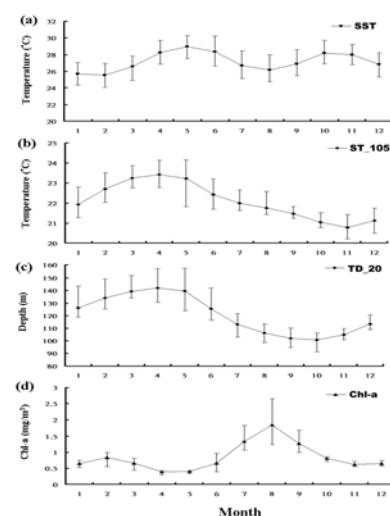 (a)
SST
Temperature (°C)
32
30
28
26
24
22
20
1 2 3 4 5 6 7 8 9 10 11 12
(b)
ST_105
Temperature (°C)
25
24
23
22
21
20
1 2 3 4 5 6 7 8 9 10 11 12
(c)
TD_20
Depth (m)
160
150
140
130
120
110
100
90
80
1 2 3 4 5 6 7 8 9 10 11 12
(d)
Chl-a
Chl-a (mg/m³)
3
2.5
2
1.5
1
0.5
0
1 2 3 4 5 6 7 8 9 10 11 12
Month